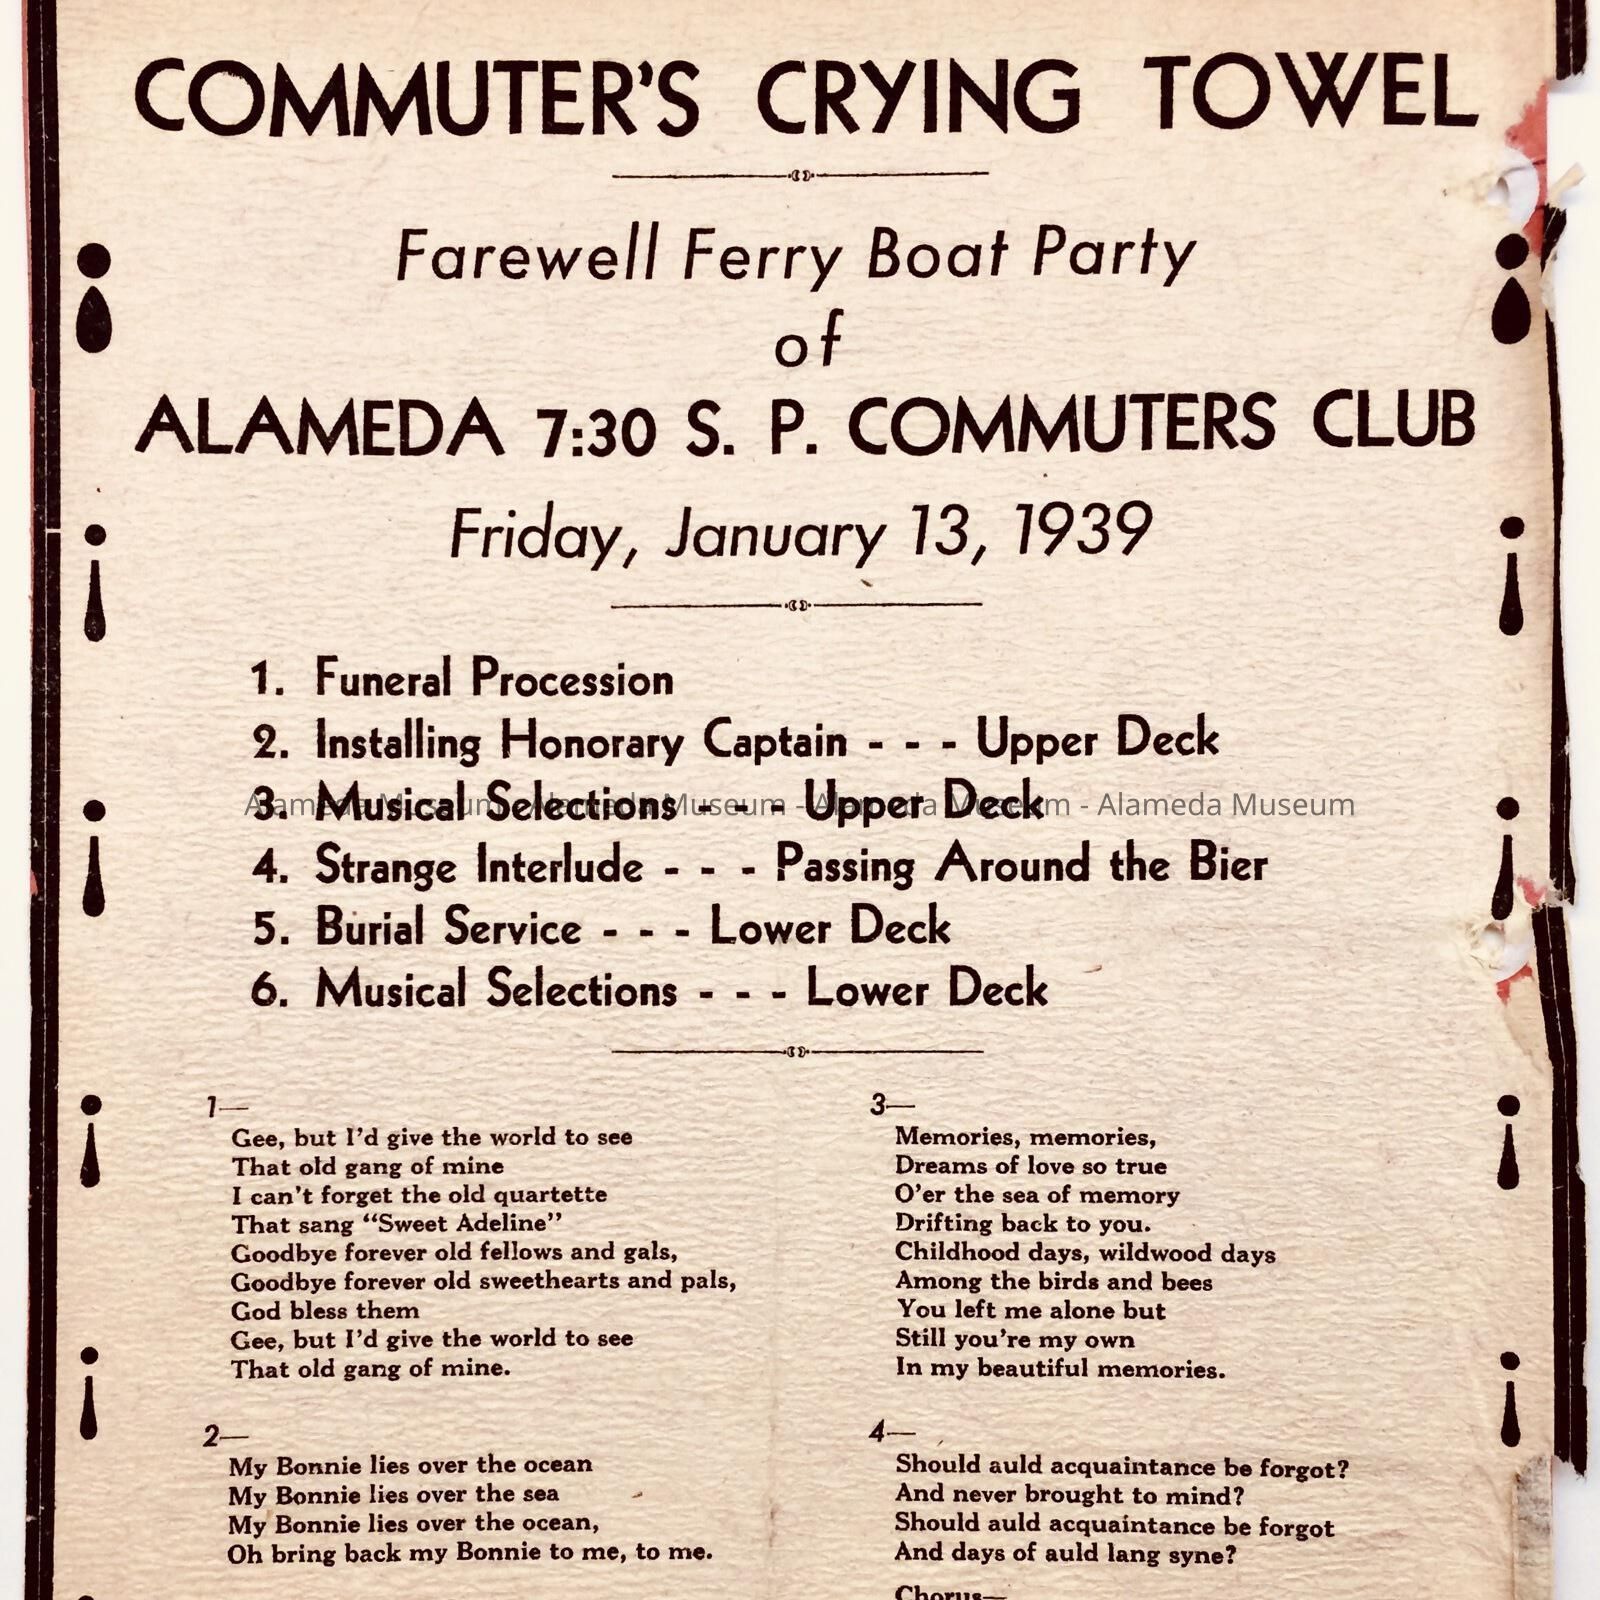 COMMUTER'S CRYING TOWEL
Farewell Ferry Boat Party
of
ALAMEDA 7:30 S. P. COMMUTERS CLUB
Friday, January 13, 1939
1. Funeral Procession
2. Installing Honorary Captain - - - Upper Deck
3. Musical Selections - - - Upper Deck
Alameda Museum - Alameda Museum - Alameda Museum - Alameda Museum
4. Strange Interlude - - - Passing Around the Bier
5. Burial Service - - - Lower Deck
6. Musical Selections - - - Lower Deck
1—
Gee, but I'd give the world to see
That old gang of mine
I can't forget the old quartette
That sang "Sweet Adeline"
Goodbye forever old fellows and gals,
Goodbye forever old sweethearts and pals,
God bless them
Gee, but I'd give the world to see
That old gang of mine.
2—
My Bonnie lies over the ocean
My Bonnie lies over the sea
My Bonnie lies over the ocean,
Oh bring back my Bonnie to me, to me.
3—
Memories, memories,
Dreams of love so true
O'er the sea of memory
Drifting back to you.
Childhood days, wildwood days
Among the birds and bees
You left me alone but
Still you're my own
In my beautiful memories.
4—
Should auld acquaintance be forgot?
And never brought to mind?
Should auld acquaintance be forgot
And days of auld lang syne?
Chorus—